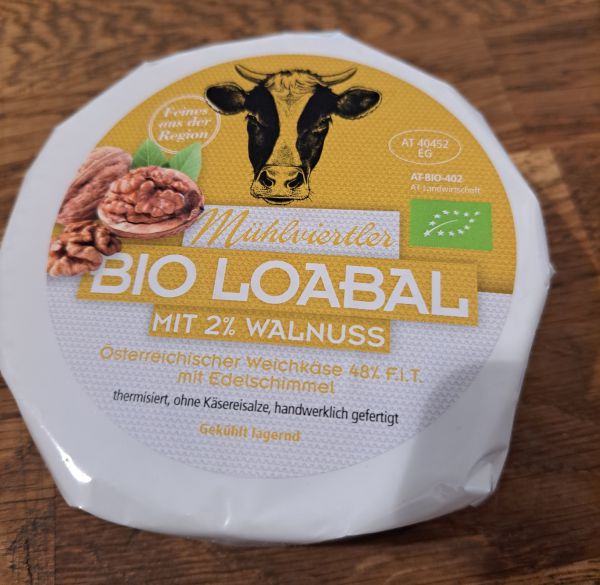 Feines
aus der
Region
AT 40452
EG
AT-BIO-402
AT-Landwirtschaft
Mühlviertler
BIO LOABAL
MIT 2% WALNUSS
Österreichischer Weichkäse 48% F.I.T.
mit Edelschimmel
thermisiert, ohne Käsereisalze, handwerklich gefertigt
Gekühlt lagernd